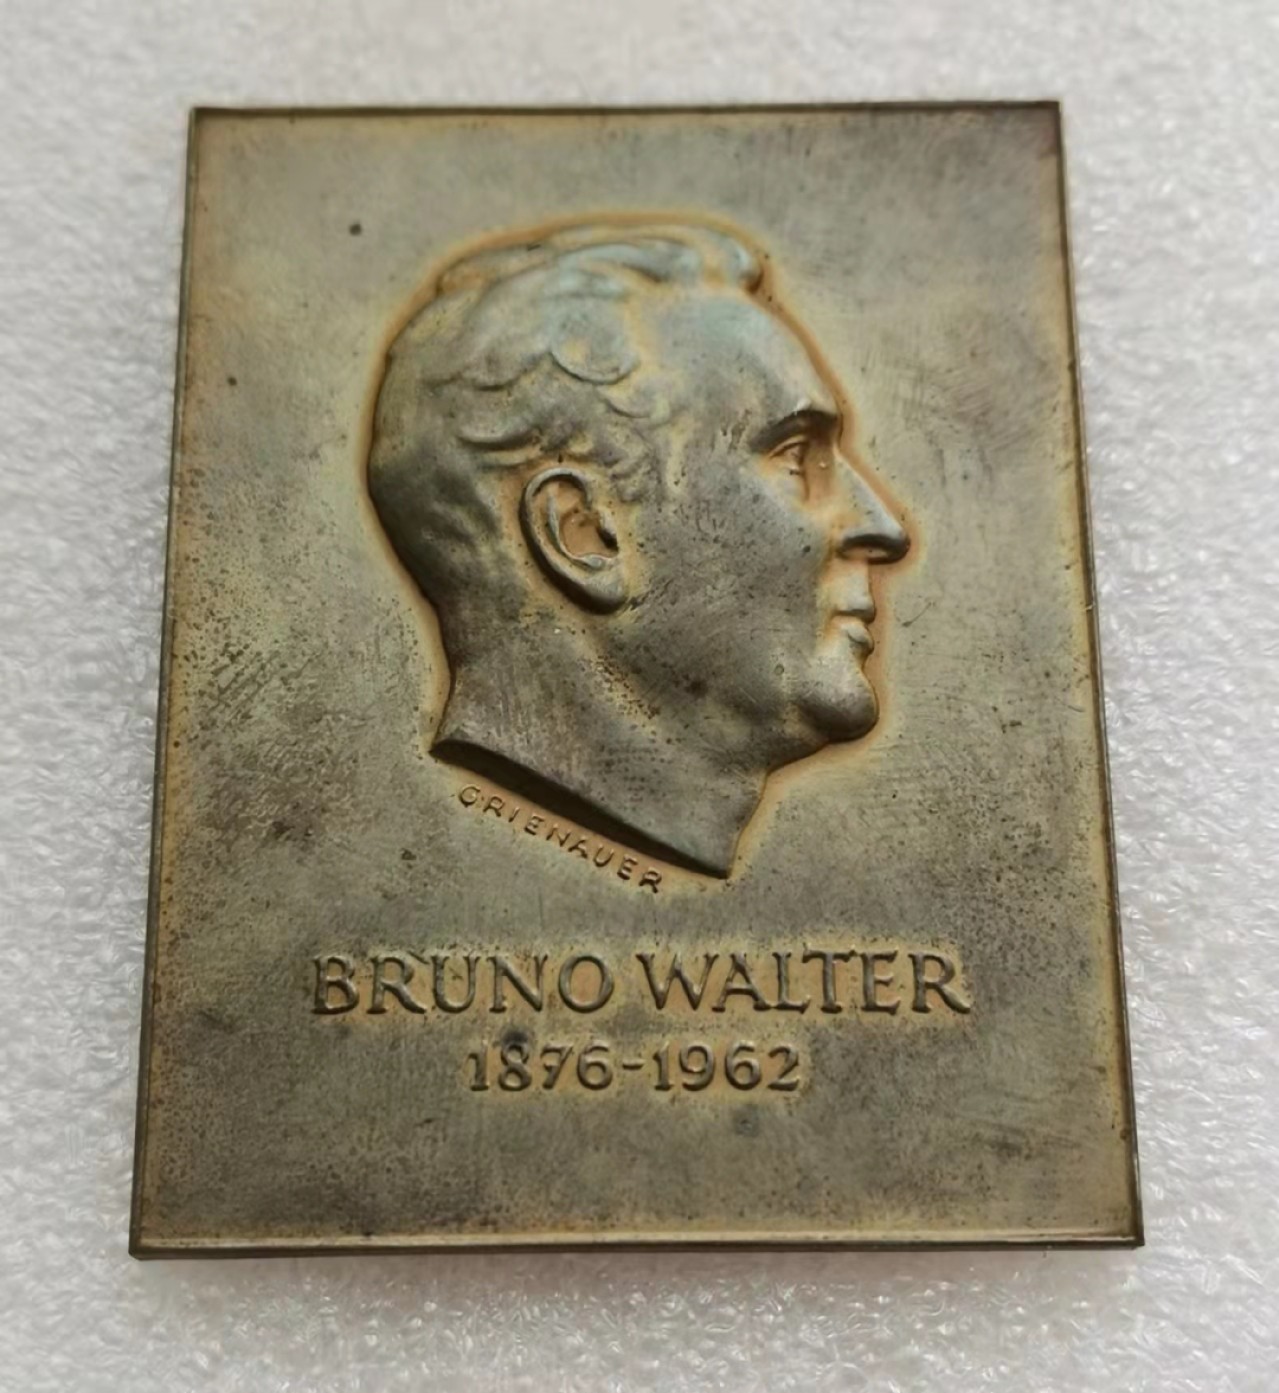 GRIENAUER
BRUNO WALTER
1876-1962